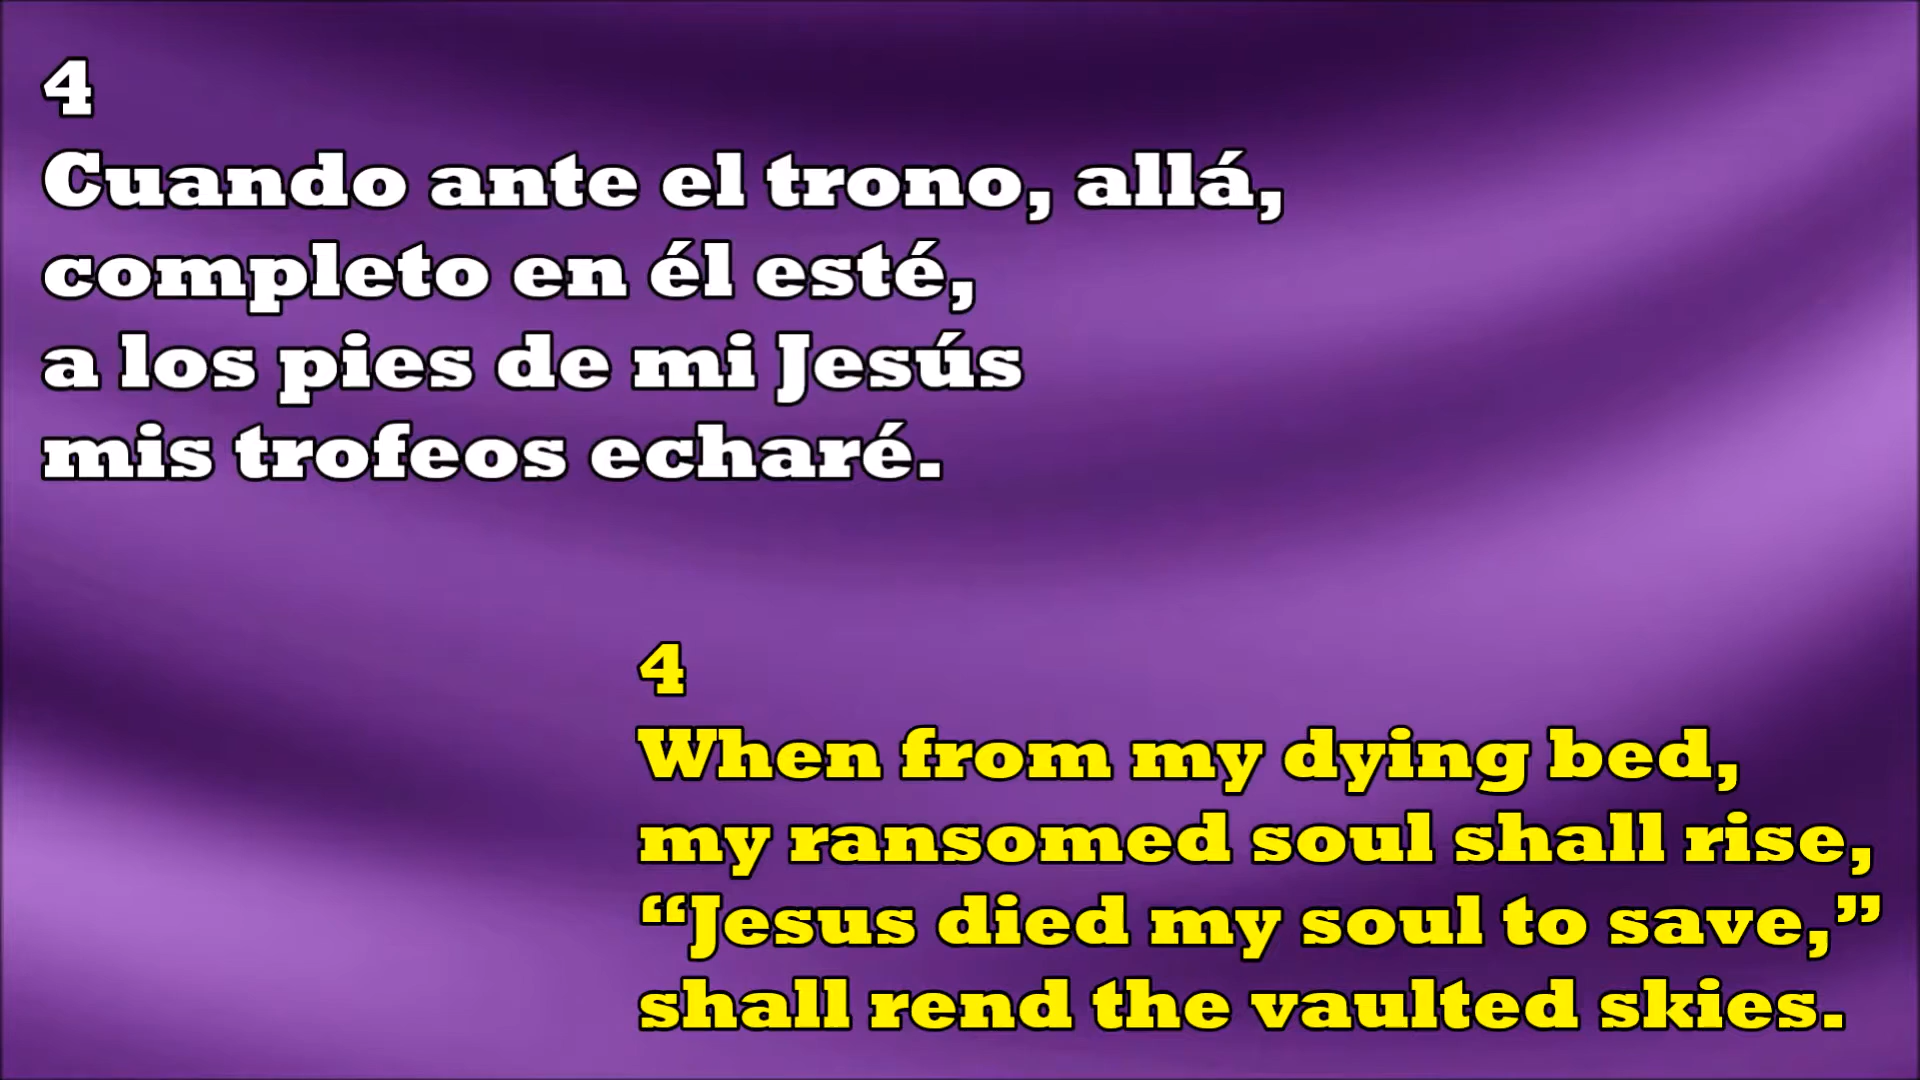 4
Cuando ante el trono, allá,
completo en él esté,
a los pies de mi Jesús
mis trofeos echaré.
4
When from my dying bed,
my ransomed soul shall rise,
“Jesus died my soul to save,”
shall rend the vaulted skies.